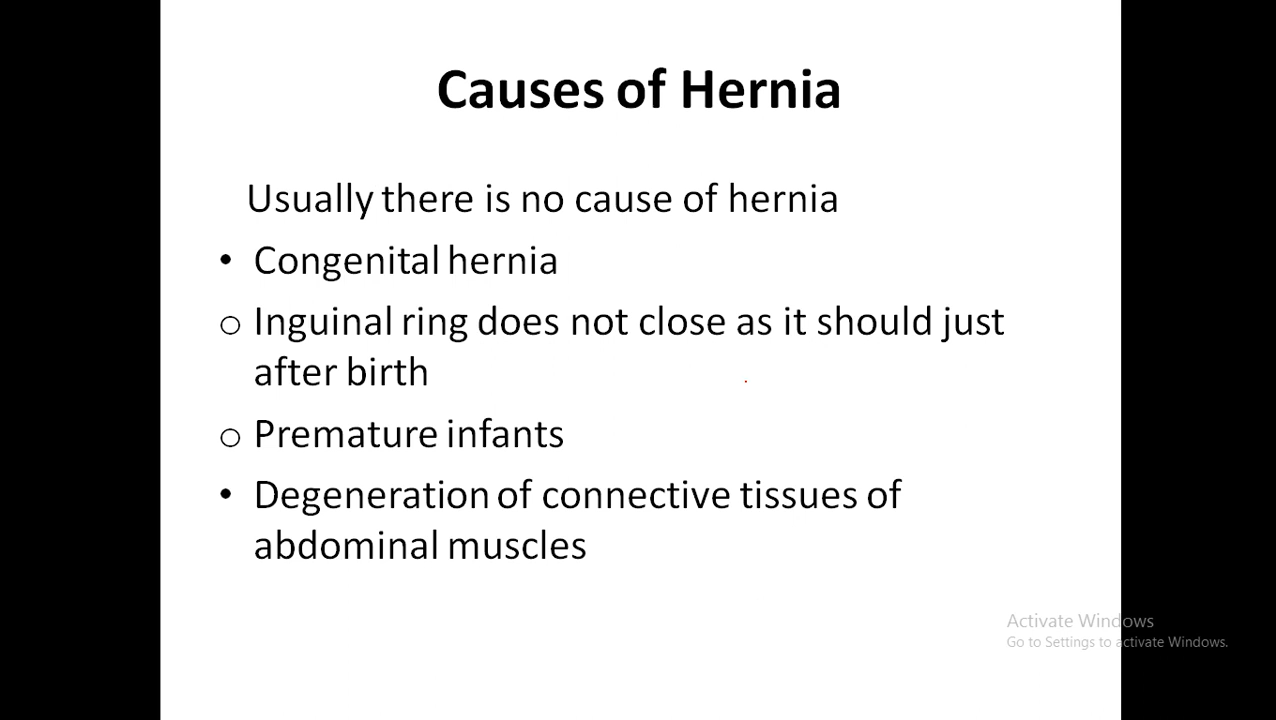 Causes of Hernia
Usually there is no cause of hernia
• Congenital hernia
o Inguinal ring does not close as it should just
after birth
o Premature infants
• Degeneration of connective tissues of
abdominal muscles
Activate Windows
Go to Settings to activate Windows.